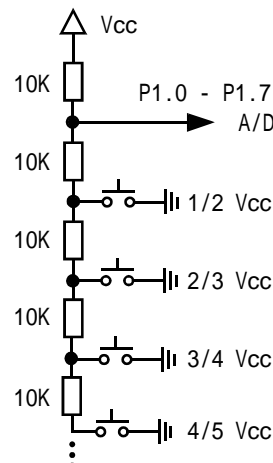 Vcc
10K
P1.0 - P1.7
A/D
10K
1/2 Vcc
10K
2/3 Vcc
10K
3/4 Vcc
10K
4/5 Vcc